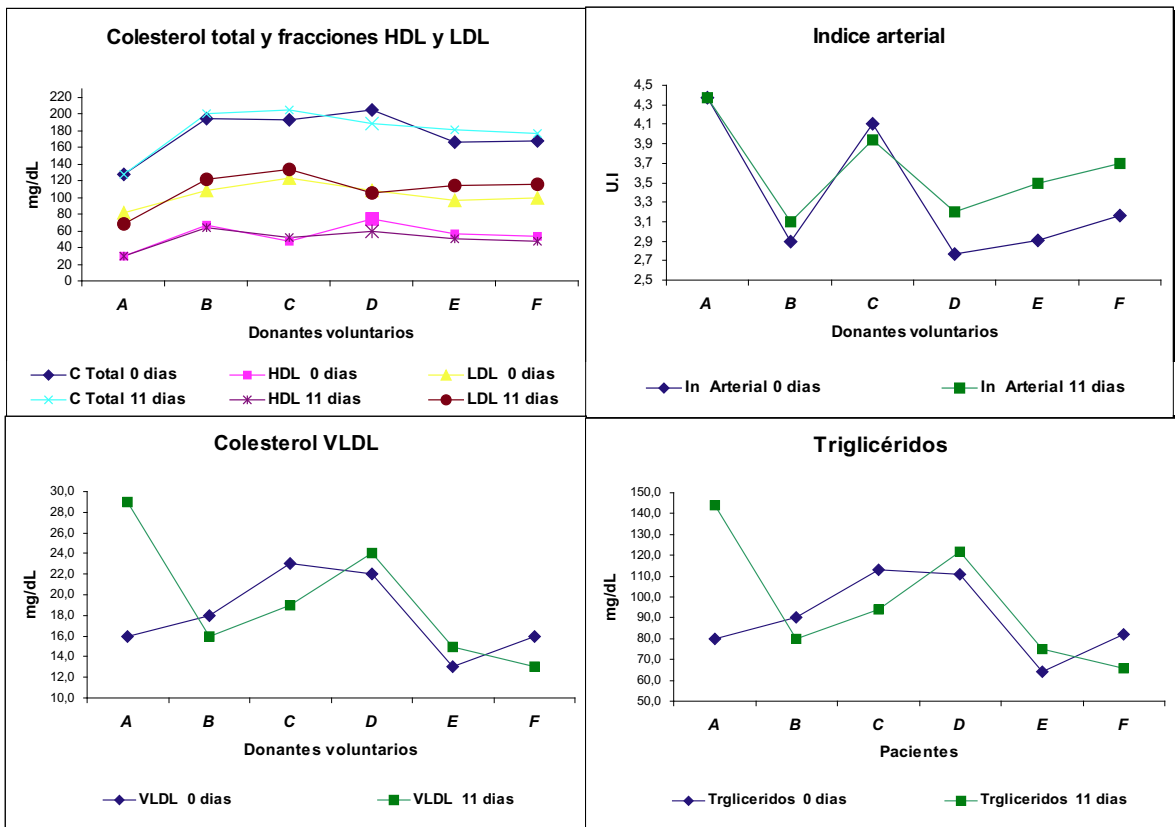 Colesterol total y fracciones HDL y LDL
mg/dL
220
200
180
160
140
120
100
80
60
40
20
0
A B C D E F
Donantes voluntarios
C Total 0 dias HDL 0 dias LDL 0 dias
C Total 11 dias HDL 11 dias LDL 11 dias
Indice arterial
U.I
4,5
4,3
4,1
3,9
3,7
3,5
3,3
3,1
2,9
2,7
2,5
A B C D E F
Donantes voluntarios
In Arterial 0 dias In Arterial 11 dias
Colesterol VLDL
mg/dL
30,0
28,0
26,0
24,0
22,0
20,0
18,0
16,0
14,0
12,0
10,0
A B C D E F
Donantes voluntarios
VLDL 0 dias VLDL 11 dias
Triglicéridos
mg/dL
150,0
140,0
130,0
120,0
110,0
100,0
90,0
80,0
70,0
60,0
50,0
A B C D E F
Pacientes
Trgliceridos 0 dias Trgliceridos 11 dias